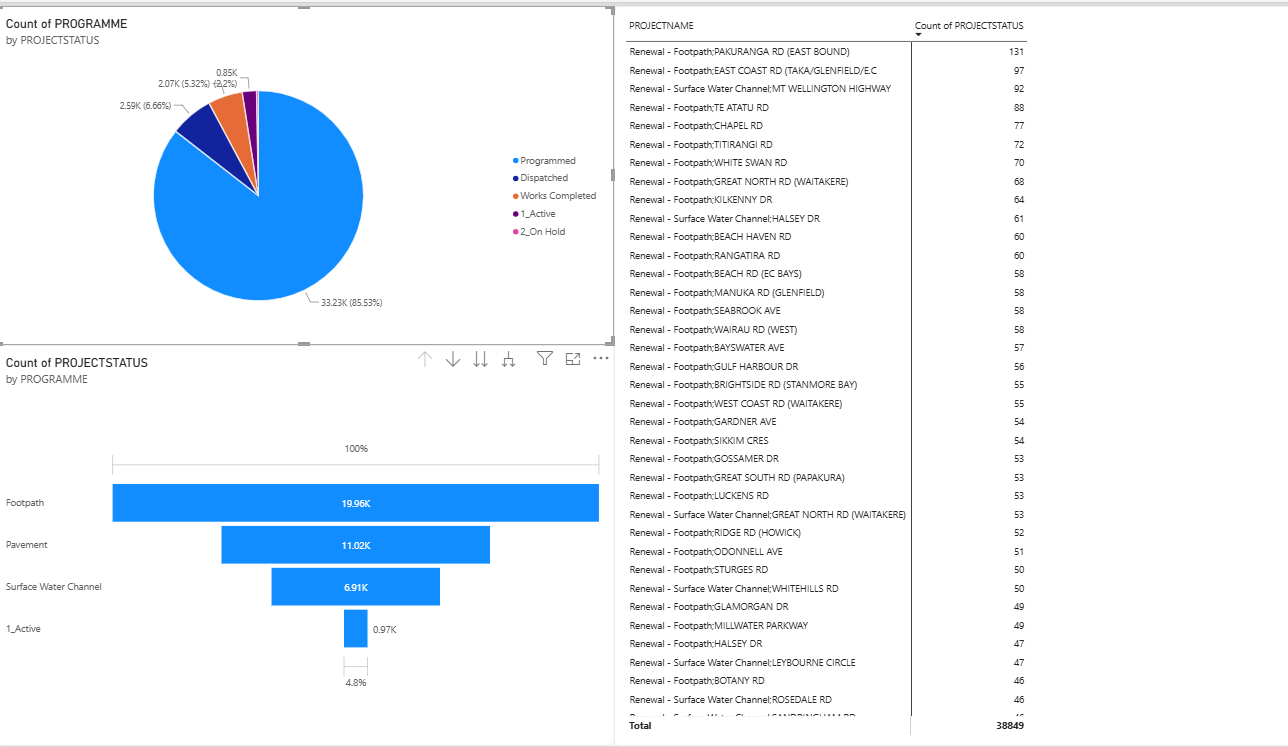 Count of PROGRAMME
by PROJECTSTATUS
0.85K
2.07K (5.32%) (2.2%)
2.59K (6.66%)
33.23K (85.53%)
Programmed
Dispatched
Works Completed
1_Active
2_On Hold
Count of PROJECTSTATUS
by PROGRAMME
100%
Footpath 19.96K
Pavement 11.02K
Surface Water Channel 6.91K
1_Active 0.97K
4.8%
PROJECTNAME Count of PROJECTSTATUS
Renewal - Footpath;PAKURANGA RD (EAST BOUND) 131
Renewal - Footpath;EAST COAST RD (TAKA/GLENFIELD/E.C 97
Renewal - Surface Water Channel;MT WELLINGTON HIGHWAY 92
Renewal - Footpath;TE ATATU RD 88
Renewal - Footpath;CHAPEL RD 77
Renewal - Footpath;TITIRANGI RD 72
Renewal - Footpath;WHITE SWAN RD 70
Renewal - Footpath;GREAT NORTH RD (WAITAKERE) 68
Renewal - Footpath;KILKENNY DR 64
Renewal - Surface Water Channel;HALSEY DR 61
Renewal - Footpath;BEACH HAVEN RD 60
Renewal - Footpath;RANGATIRA RD 60
Renewal - Footpath;BEACH RD (EC BAYS) 58
Renewal - Footpath;MANUKA RD (GLENFIELD) 58
Renewal - Footpath;SEABROOK AVE 58
Renewal - Footpath;WAIRAU RD (WEST) 58
Renewal - Footpath;BAYSWATER AVE 57
Renewal - Footpath;GULF HARBOUR DR 56
Renewal - Footpath;BRIGHTSIDE RD (STANMORE BAY) 55
Renewal - Footpath;WEST COAST RD (WAITAKERE) 55
Renewal - Footpath;GARDNER AVE 54
Renewal - Footpath;SIKKIM CRES 54
Renewal - Footpath;GOSSAMER DR 53
Renewal - Footpath;GREAT SOUTH RD (PAPAKURA) 53
Renewal - Footpath;LUCKENS RD 53
Renewal - Surface Water Channel;GREAT NORTH RD (WAITAKERE) 53
Renewal - Footpath;RIDGE RD (HOWICK) 52
Renewal - Footpath;ODONNELL AVE 51
Renewal - Footpath;STURGES RD 50
Renewal - Surface Water Channel;WHITEHILLS RD 50
Renewal - Footpath;GLAMORGAN DR 49
Renewal - Footpath;MILLWATER PARKWAY 49
Renewal - Footpath;HALSEY DR 47
Renewal - Surface Water Channel;LEYBOURNE CIRCLE 47
Renewal - Footpath;BOTANY RD 46
Renewal - Surface Water Channel;ROSEDALE RD 46
Total 38849